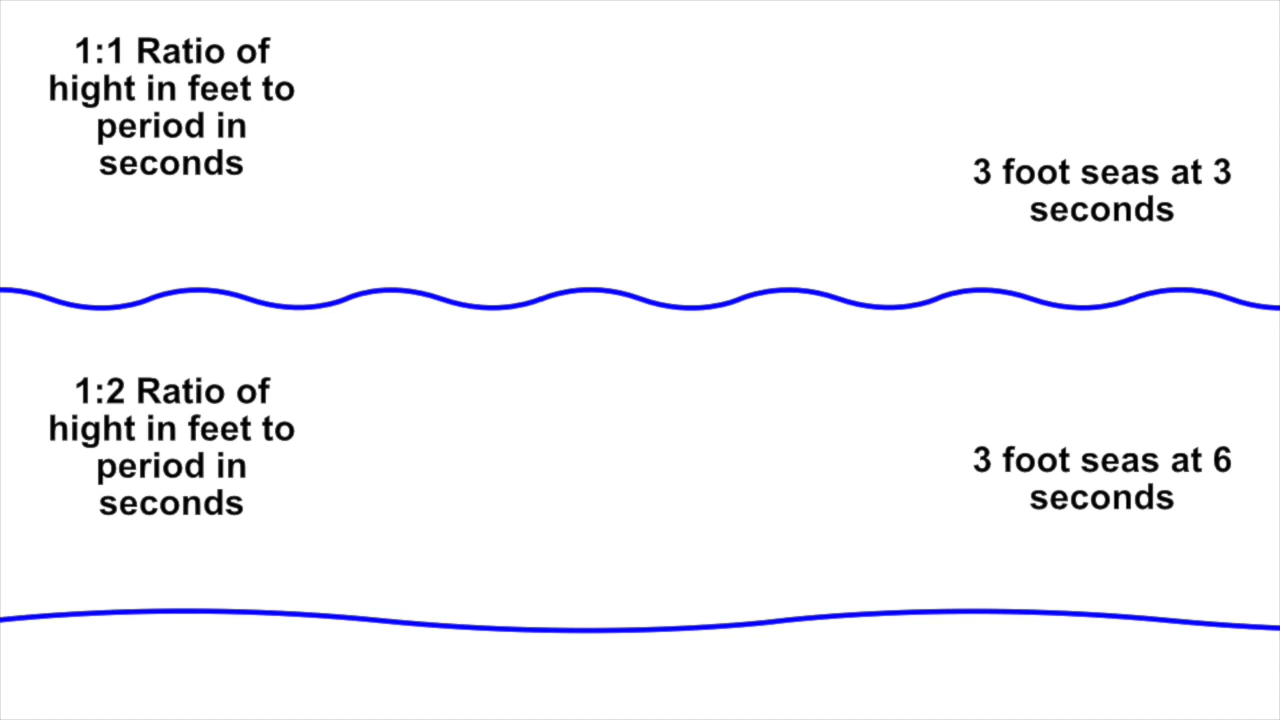 1:1 Ratio of
hight in feet to
period in
seconds
3 foot seas at 3
seconds
1:2 Ratio of
hight in feet to
period in
seconds
3 foot seas at 6
seconds